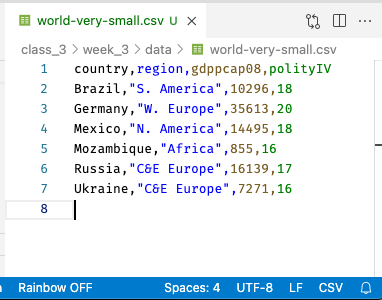 world-very-small.csv U
class_3 > week_3 > data > world-very-small.csv
1 country,region,gdppcap08,polityIV
2 Brazil,"S. America",10296,18
3 Germany,"W. Europe",35613,20
4 Mexico,"N. America",14495,18
5 Mozambique,"Africa",855,16
6 Russia,"C&E Europe",16139,17
7 Ukraine,"C&E Europe",7271,16
8
Rainbow OFF Spaces: 4 UTF-8 LF CSV